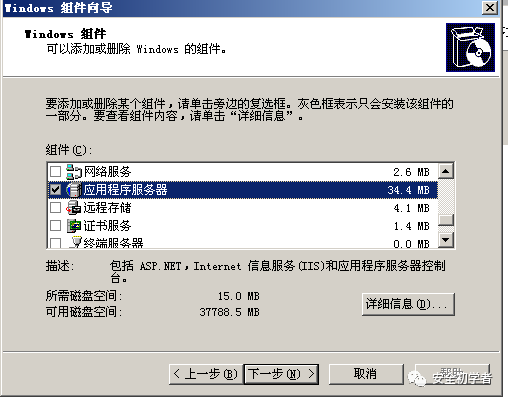 Windows 组件向导
Windows 组件
可以添加或删除 Windows 的组件。
要添加或删除某个组件，请单击旁边的复选框。灰色框表示只会安装该组件的
一部分。要查看组件内容，请单击“详细信息”。
组件(C):
网络服务 2.6 MB
应用程序服务器 34.4 MB
远程存储 4.1 MB
证书服务 1.4 MB
终端服务器 0.0 MB
描述: 包括 ASP.NET，Internet 信息服务(IIS)和应用程序服务器控制
台。
所需磁盘空间: 15.0 MB
可用磁盘空间: 37788.5 MB
详细信息(D)...
< 上一步(B) 下一步(N) > 取消 帮助
安全初学者